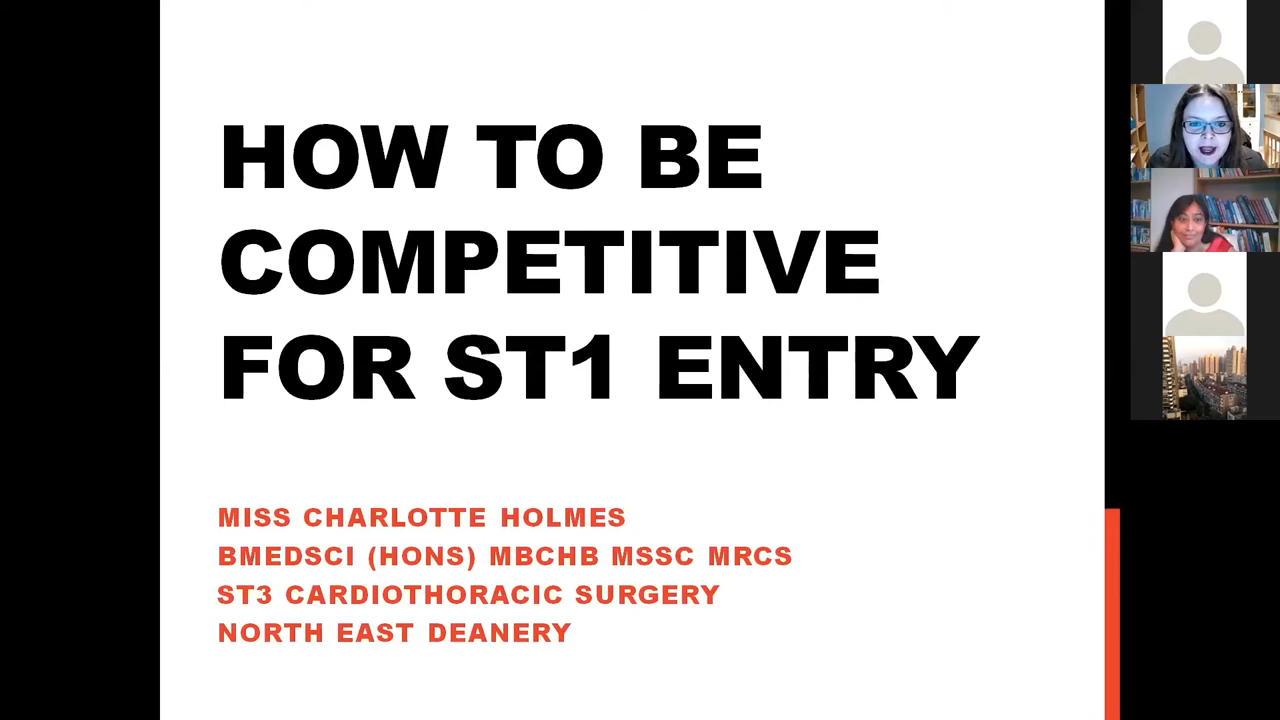 HOW TO BE
COMPETITIVE
FOR ST1 ENTRY
MISS CHARLOTTE HOLMES
BMEDSCI (HONS) MBCHB MSSC MRCS
ST3 CARDIOTHORACIC SURGERY
NORTH EAST DEANERY